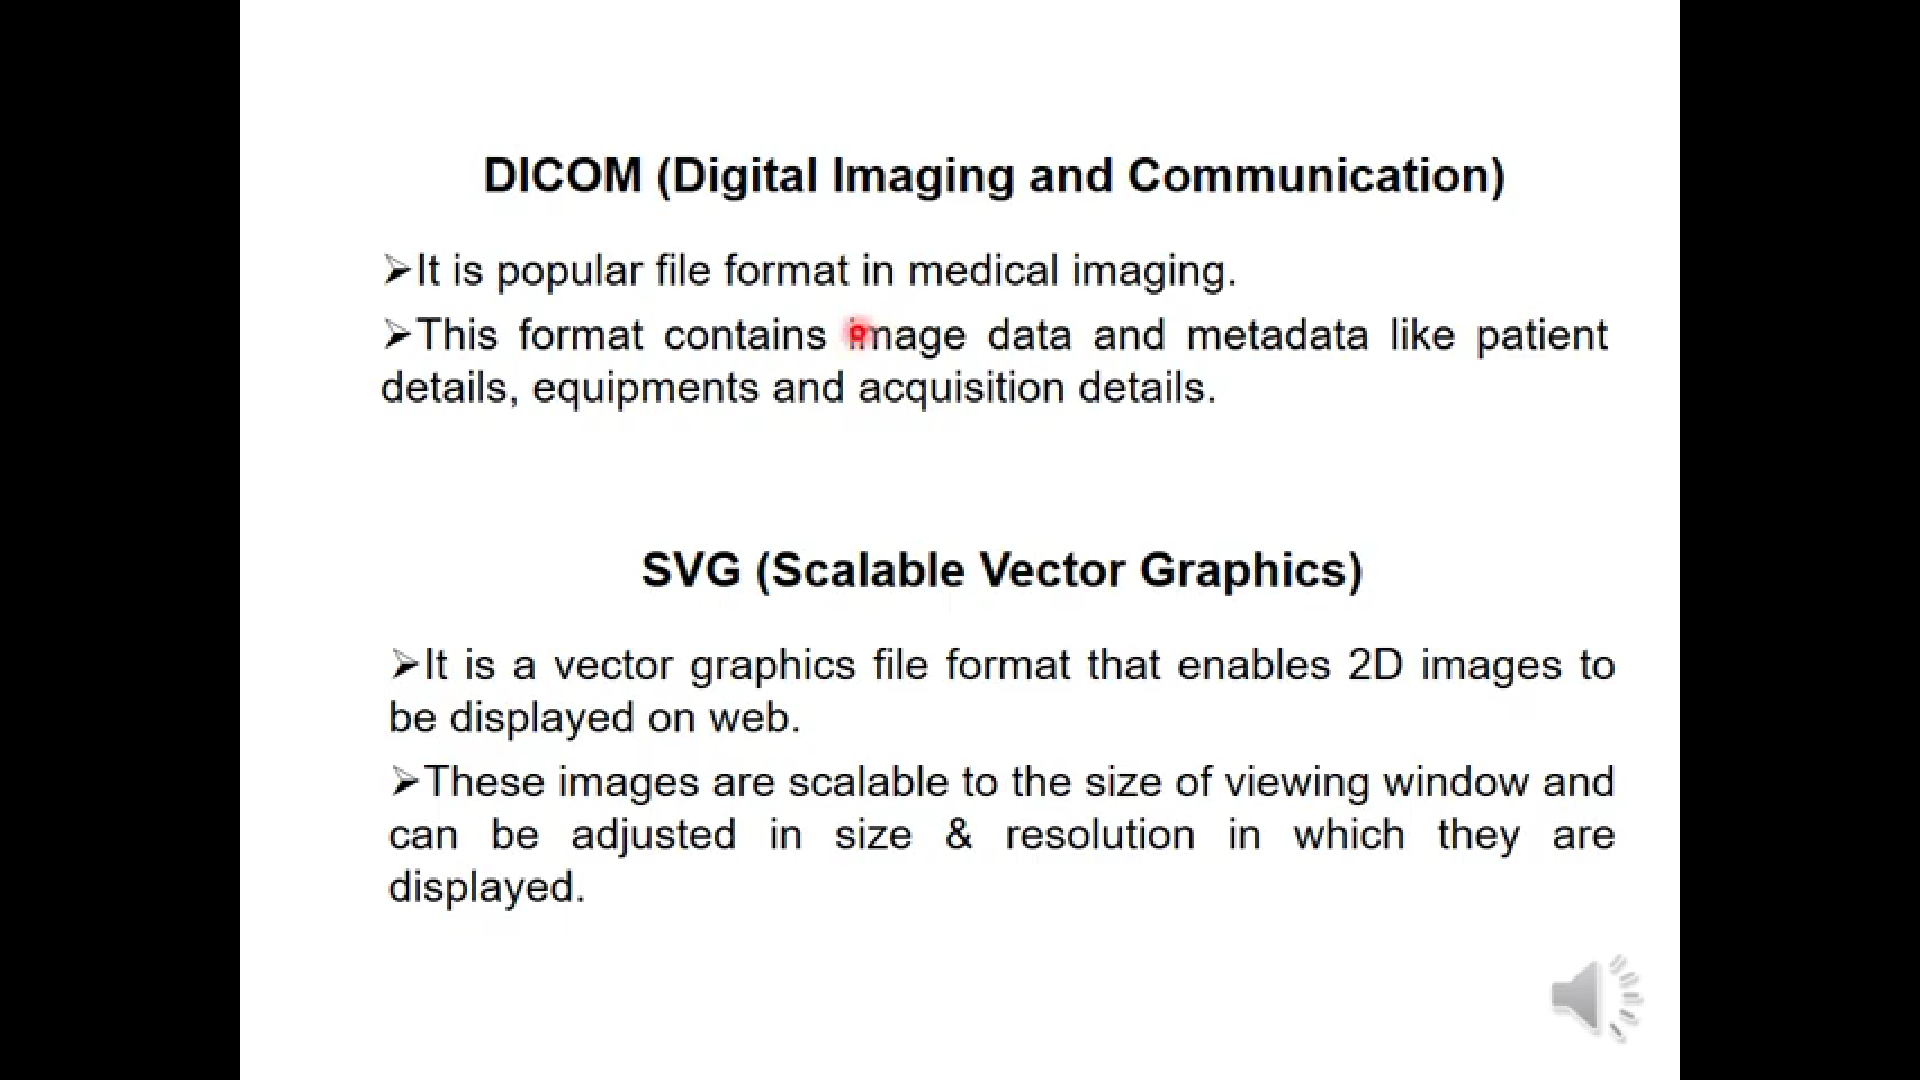 DICOM (Digital Imaging and Communication)
➢It is popular file format in medical imaging.
➢This format contains image data and metadata like patient
details, equipments and acquisition details.
SVG (Scalable Vector Graphics)
➢It is a vector graphics file format that enables 2D images to
be displayed on web.
➢These images are scalable to the size of viewing window and
can be adjusted in size & resolution in which they are
displayed.